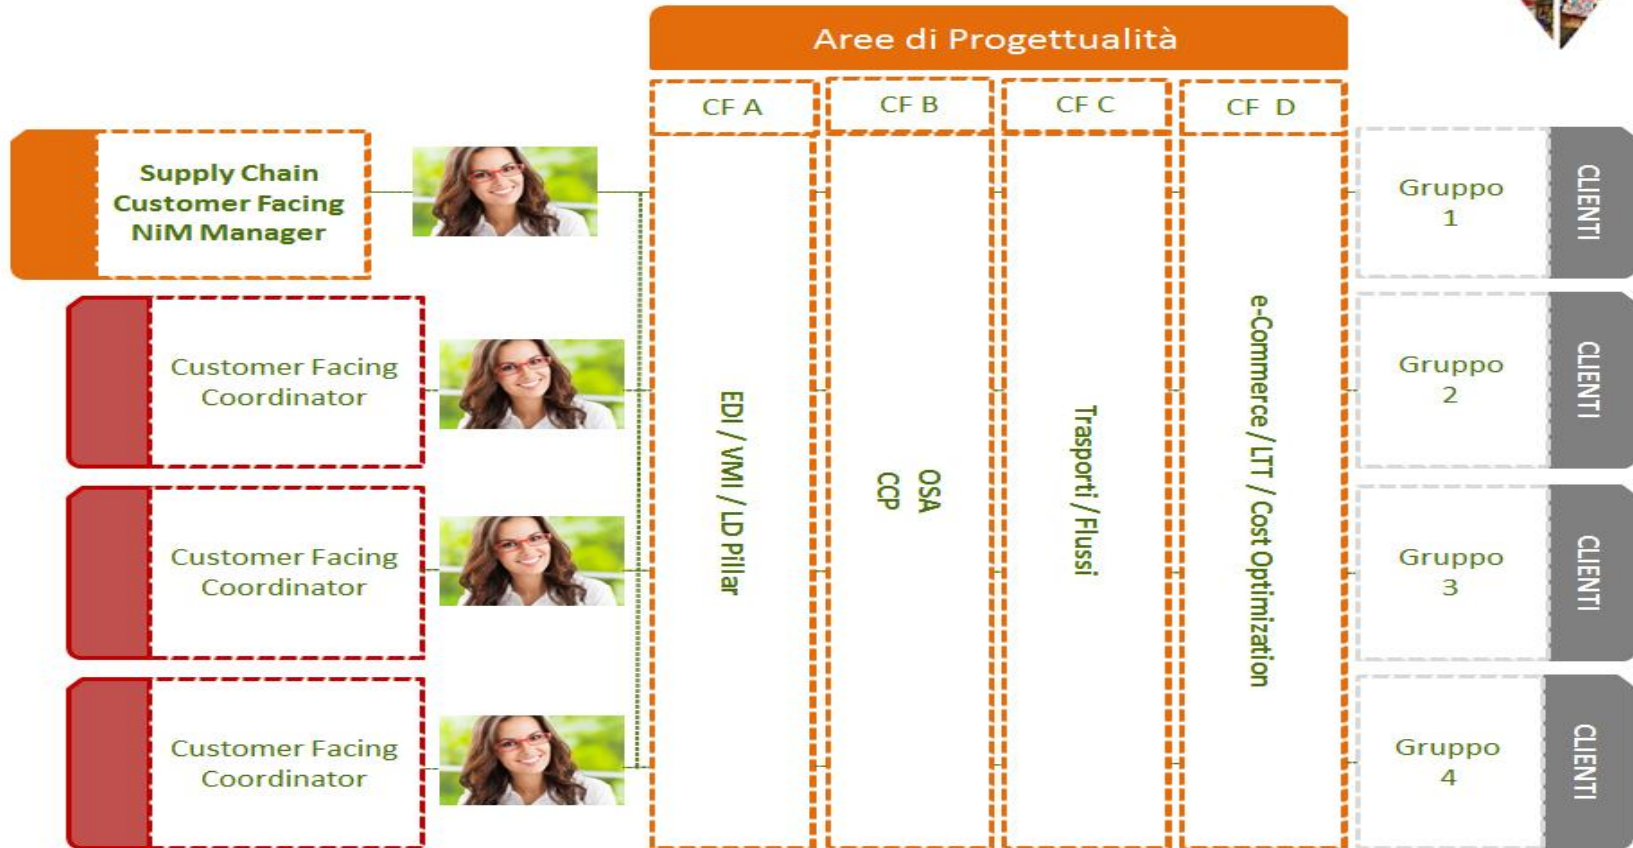 Aree di Progettualità
CF A
CF B
CF C
CF D
Supply Chain
Customer Facing
NiM Manager
Customer Facing
Coordinator
Customer Facing
Coordinator
Customer Facing
Coordinator
EDI / VMI / LD Pillar
OSA
CCP
Trasporti / Flussi
e-Commerce / LTT / Cost Optimization
Gruppo
1
CLIENTI
Gruppo
2
CLIENTI
Gruppo
3
CLIENTI
Gruppo
4
CLIENTI